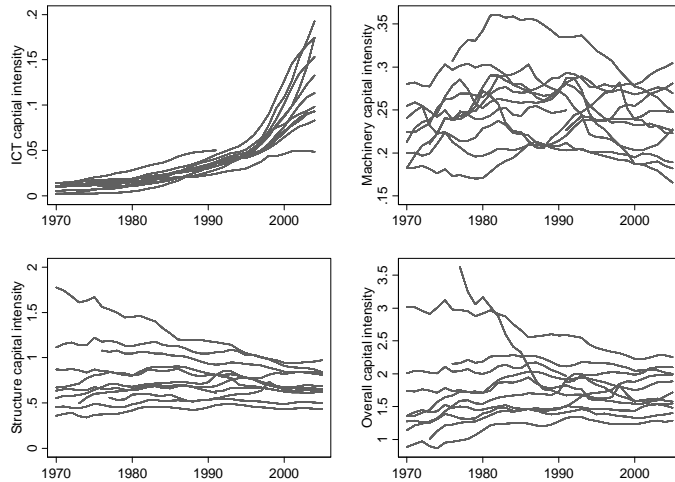 ICT capital intensity
0 .05 .1 .15 .2
1970 1980 1990 2000
Machinery capital intensity
.15 .2 .25 .3 .35
1970 1980 1990 2000
Structure capital intensity
0 .5 1 1.5 2
1970 1980 1990 2000
Overall capital intensity
1 1.5 2 2.5 3 3.5
1970 1980 1990 2000